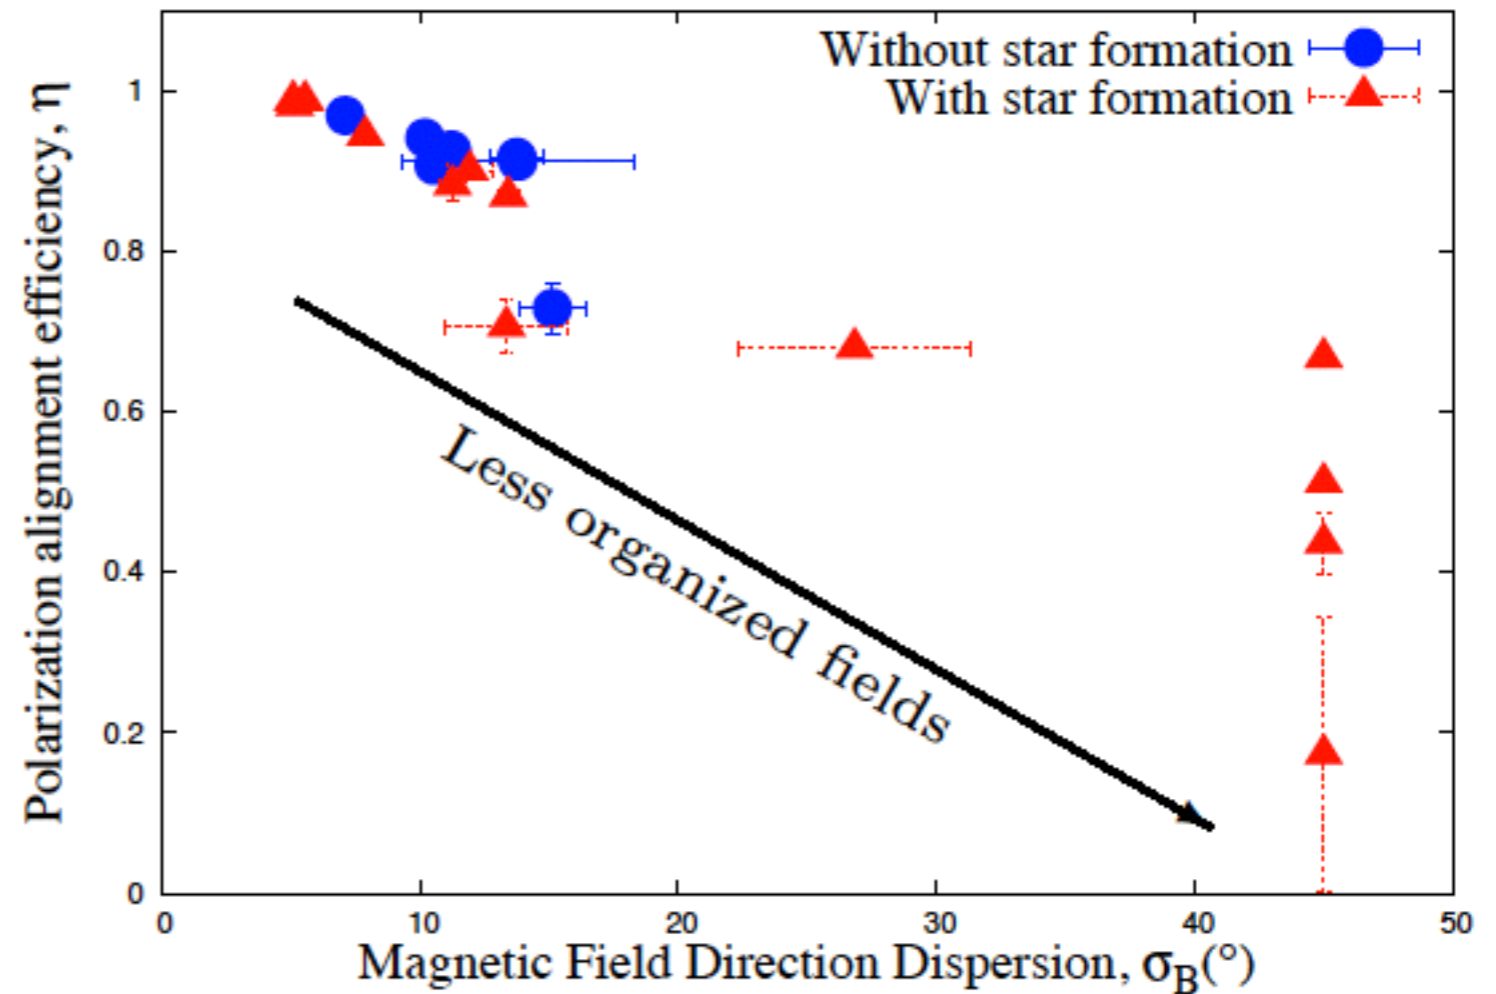 Without star formation
With star formation
Polarization alignment efficiency, η
1
0.8
0.6
0.4
0.2
0
Less organized fields
0 10 20 30 40 50
Magnetic Field Direction Dispersion, σB(°)